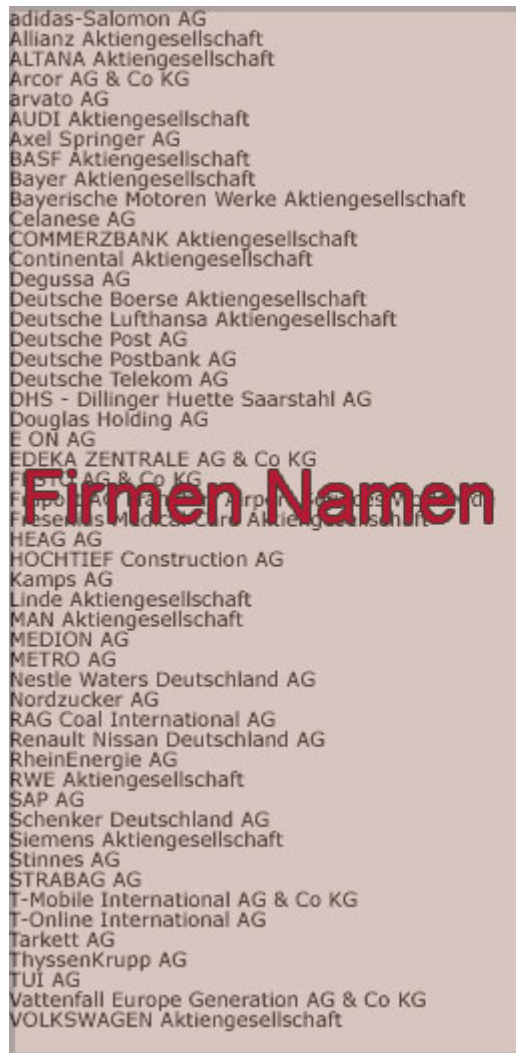 adidas-Salomon AG
Allianz Aktiengesellschaft
ALTANA Aktiengesellschaft
Arcor AG & Co KG
arvato AG
AUDI Aktiengesellschaft
Axel Springer AG
BASF Aktiengesellschaft
Bayer Aktiengesellschaft
Bayerische Motoren Werke Aktiengesellschaft
Celanese AG
COMMERZBANK Aktiengesellschaft
Continental Aktiengesellschaft
Degussa AG
Deutsche Boerse Aktiengesellschaft
Deutsche Lufthansa Aktiengesellschaft
Deutsche Post AG
Deutsche Postbank AG
Deutsche Telekom AG
DHS - Dillinger Huette Saarstahl AG
Douglas Holding AG
E ON AG
EDEKA ZENTRALE AG & Co KG
FESTO AG & Co KG
Firmen Namen
Fresenius Medical Care Aktiengesellschaft
HEAG AG
HOCHTIEF Construction AG
Kamps AG
Linde Aktiengesellschaft
MAN Aktiengesellschaft
MEDION AG
METRO AG
Nestle Waters Deutschland AG
Nordzucker AG
RAG Coal International AG
Renault Nissan Deutschland AG
RheinEnergie AG
RWE Aktiengesellschaft
SAP AG
Schenker Deutschland AG
Siemens Aktiengesellschaft
Stinnes AG
STRABAG AG
T-Mobile International AG & Co KG
T-Online International AG
Tarkett AG
ThyssenKrupp AG
TUI AG
Vattenfall Europe Generation AG & Co KG
VOLKSWAGEN Aktiengesellschaft